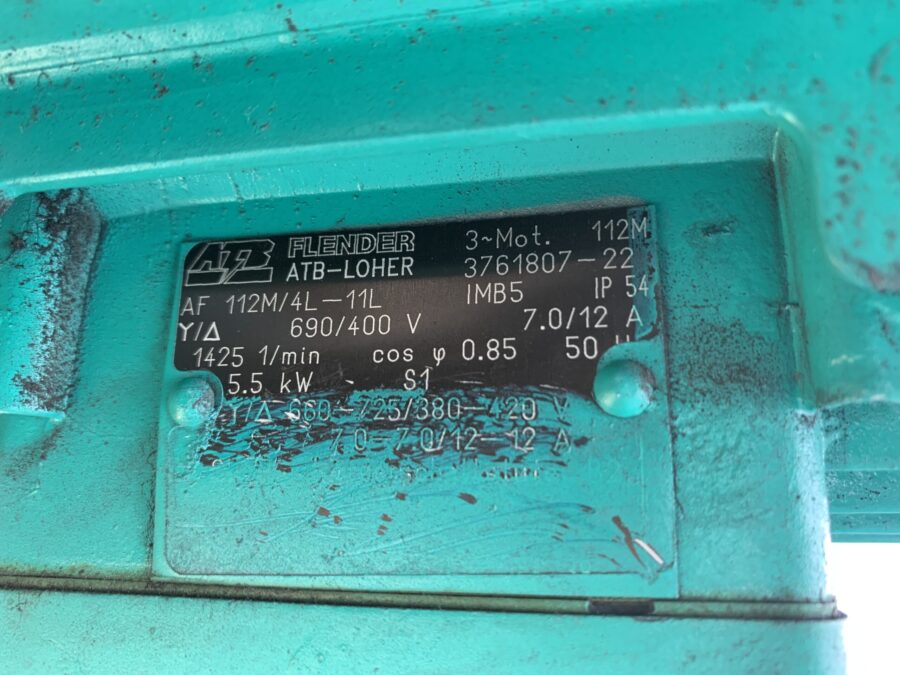 ATB FLENDER 3~Mot. 112M
ATB-LOHER 3761807-22
AF 112M/4L-11L IMB5 IP 54
Y/Δ 690/400 V 7.0/12 A
1425 1/min cos φ 0.85 50
5.5 kW - S1 -
Y/Δ 660-725/380-420 V
7.0-7.0/12-12 A